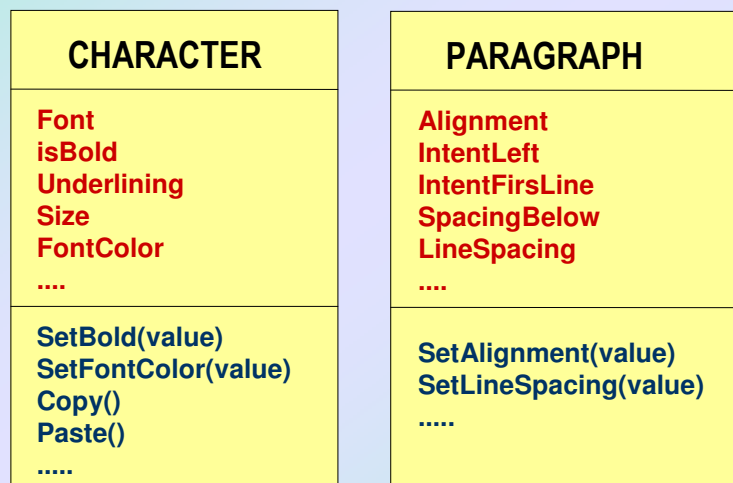 CHARACTER
Font
isBold
Underlining
Size
FontColor
....
SetBold(value)
SetFontColor(value)
Copy()
Paste()
.....
PARAGRAPH
Alignment
IntentLeft
IntentFirsLine
SpacingBelow
LineSpacing
....
SetAlignment(value)
SetLineSpacing(value)
.....